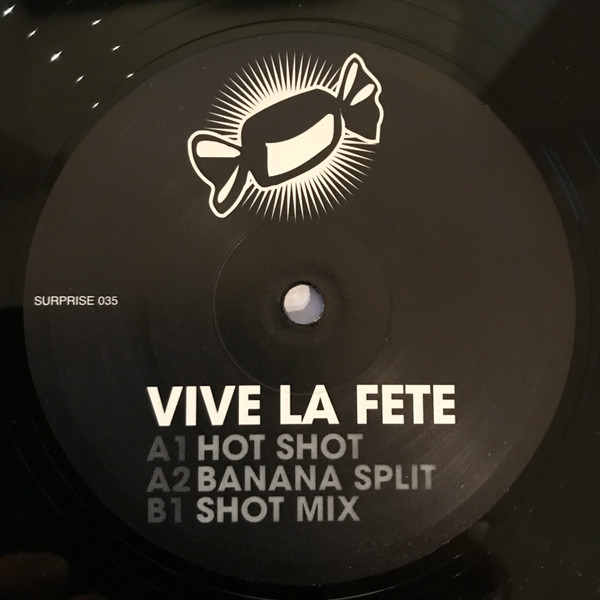 SURPRISE 035
VIVE LA FETE
A1 HOT SHOT
A2 BANANA SPLIT
B1 SHOT MIX